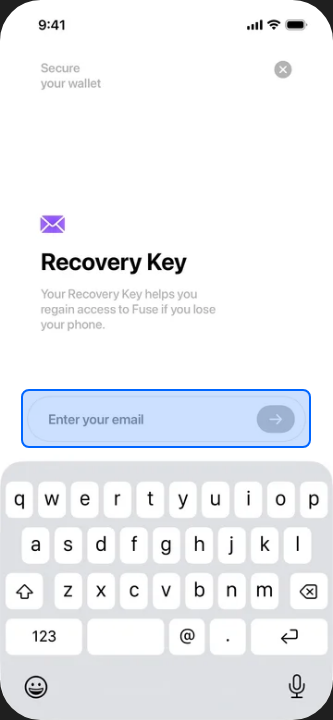 9:41
Secure
your wallet
Recovery Key
Your Recovery Key helps you
regain access to Fuse if you lose
your phone.
Enter your email
q w e r t y u i o p
a s d f g h j k l
z x c v b n m
123 @ .